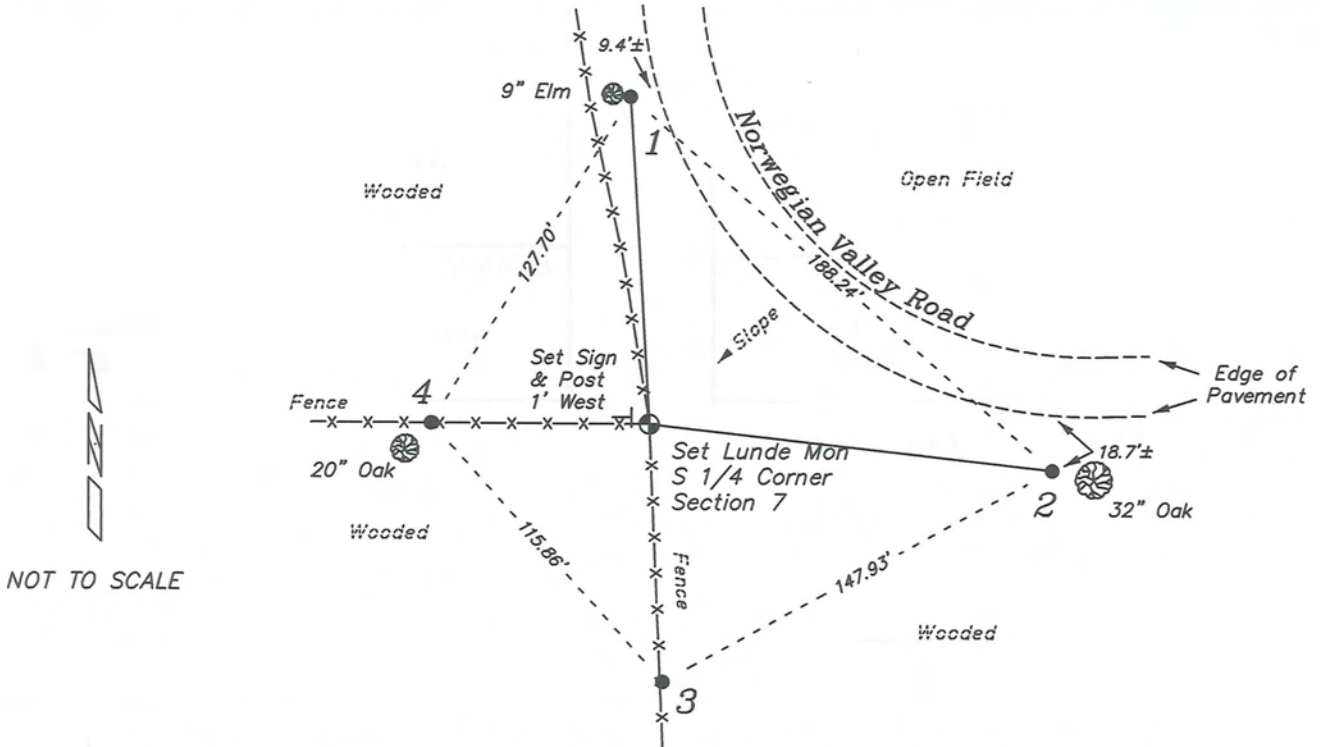 9.4'±
9" Elm
1
Wooded
Norwegian Valley Road
Open Field
127.70'
188.24'
Slope
Set Sign
& Post
1' West
Edge of
Pavement
4
Fence
20" Oak
Set Lunde Mon
S 1/4 Corner
Section 7
18.7'±
2
32" Oak
N
Wooded
115.86'
Fence
147.93'
NOT TO SCALE
Wooded
3